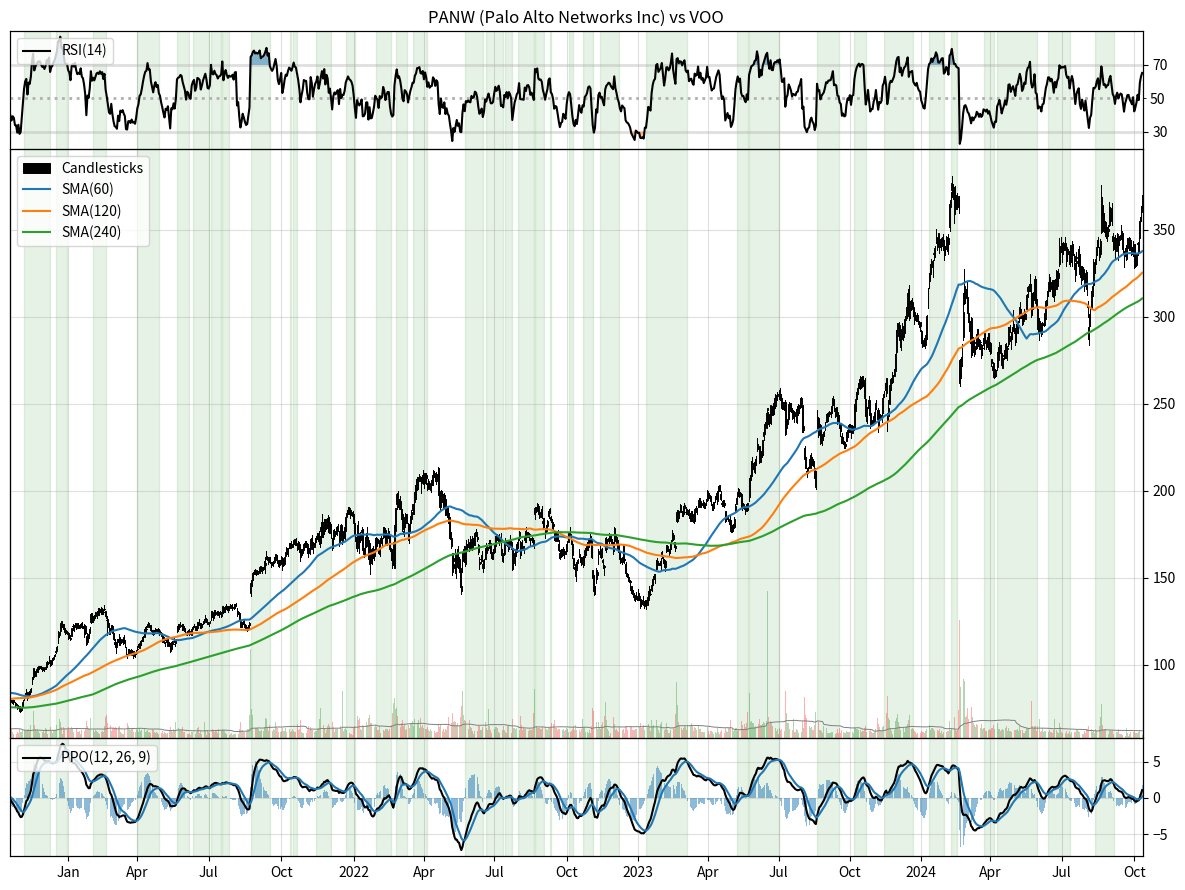 PANW (Palo Alto Networks Inc) vs VOO
RSI(14)
70
50
30
Candlesticks
SMA(60)
SMA(120)
SMA(240)
350
300
250
200
150
100
PPO(12, 26, 9)
5
0
−5
Jan Apr Jul Oct 2022 Apr Jul Oct 2023 Apr Jul Oct 2024 Apr Jul Oct